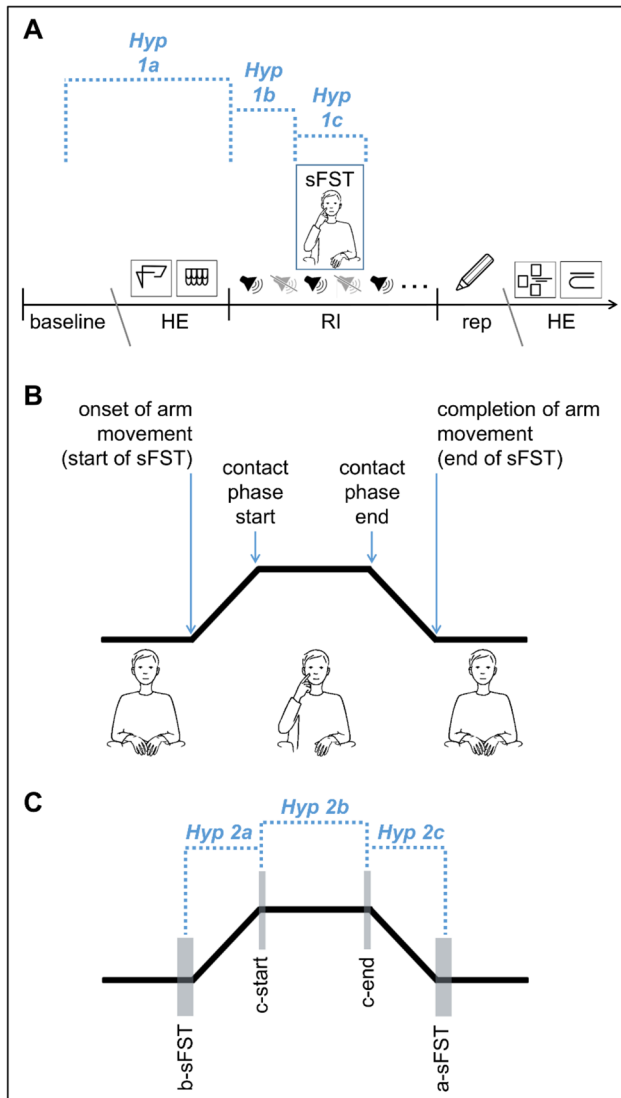 A
Hyp
1a
Hyp
1b
Hyp
1c
sFST
baseline
HE
RI
rep
HE
B
onset of arm
movement
(start of sFST)
completion of arm
movement
(end of sFST)
contact
phase
start
contact
phase
end
C
Hyp 2a
Hyp 2b
Hyp 2c
b-sFST
c-start
c-end
a-sFST